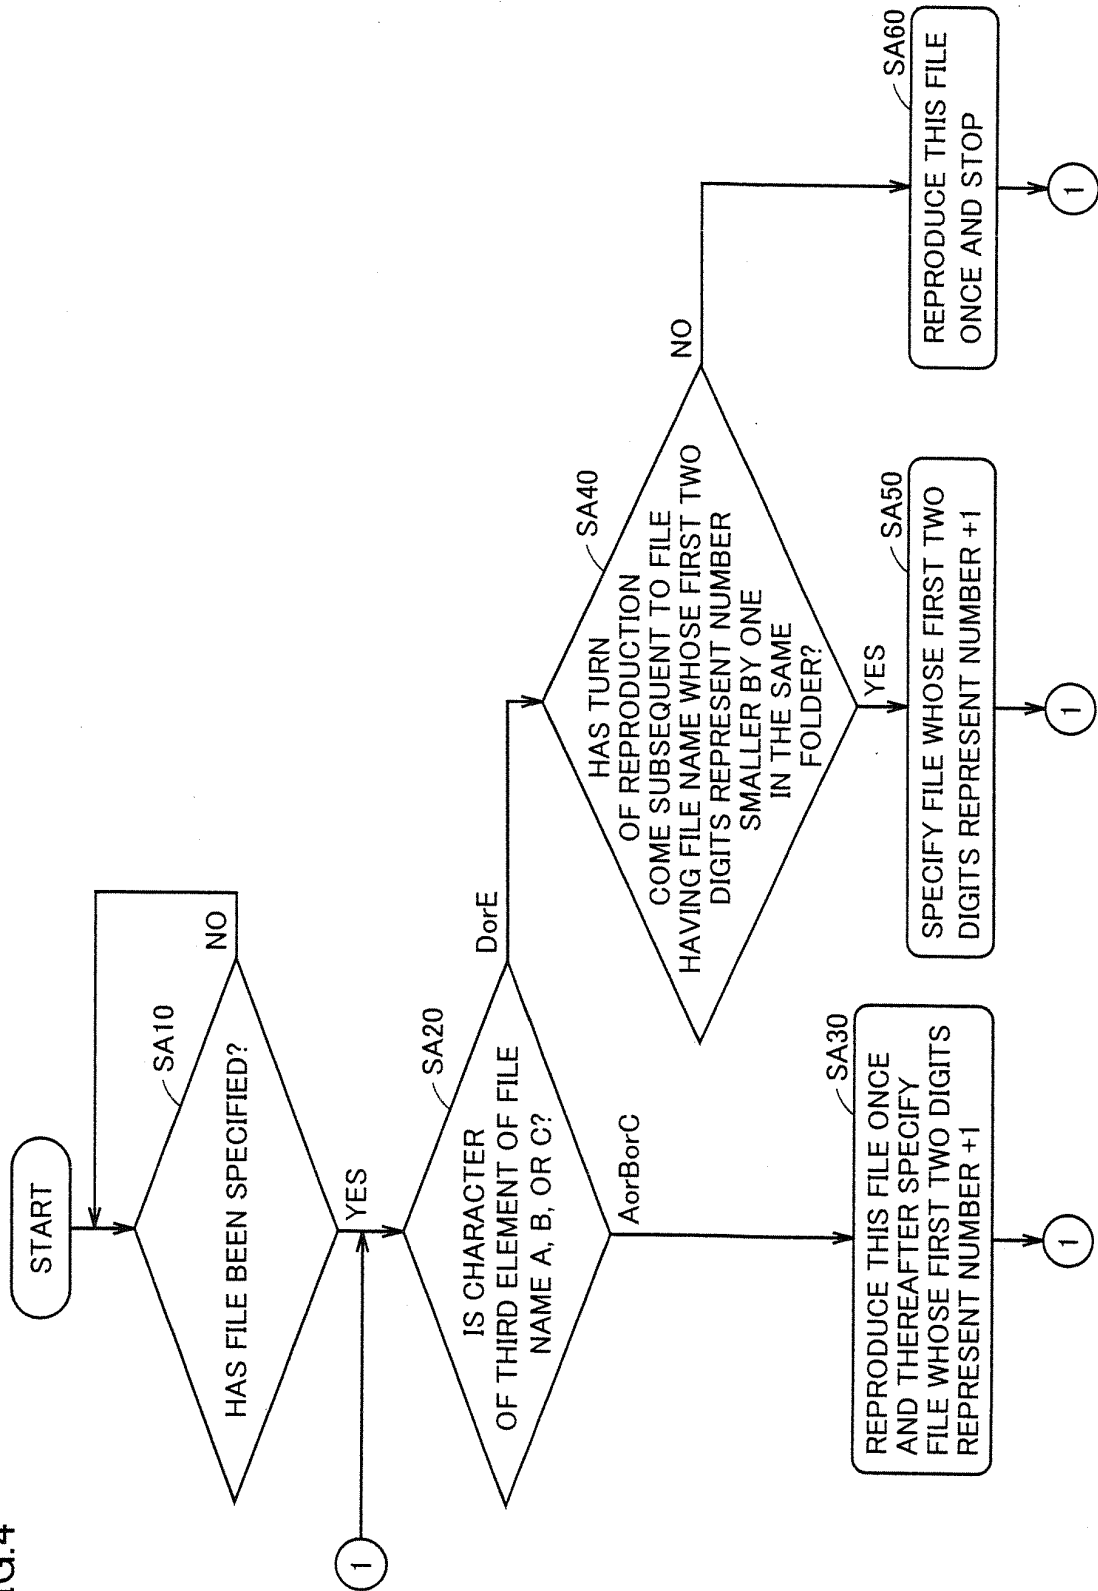 FIG.4
START
HAS FILE BEEN SPECIFIED?
SA10
NO
YES
1
IS CHARACTER
OF THIRD ELEMENT OF FILE
NAME A, B, OR C?
SA20
DorE
AorBorC
HAS TURN
OF REPRODUCTION
COME SUBSEQUENT TO FILE
HAVING FILE NAME WHOSE FIRST TWO
DIGITS REPRESENT NUMBER
SMALLER BY ONE
IN THE SAME
FOLDER?
SA40
NO
YES
SA30
REPRODUCE THIS FILE ONCE
AND THEREAFTER SPECIFY
FILE WHOSE FIRST TWO DIGITS
REPRESENT NUMBER +1
1
SA50
SPECIFY FILE WHOSE FIRST TWO
DIGITS REPRESENT NUMBER +1
1
SA60
REPRODUCE THIS FILE
ONCE AND STOP
1